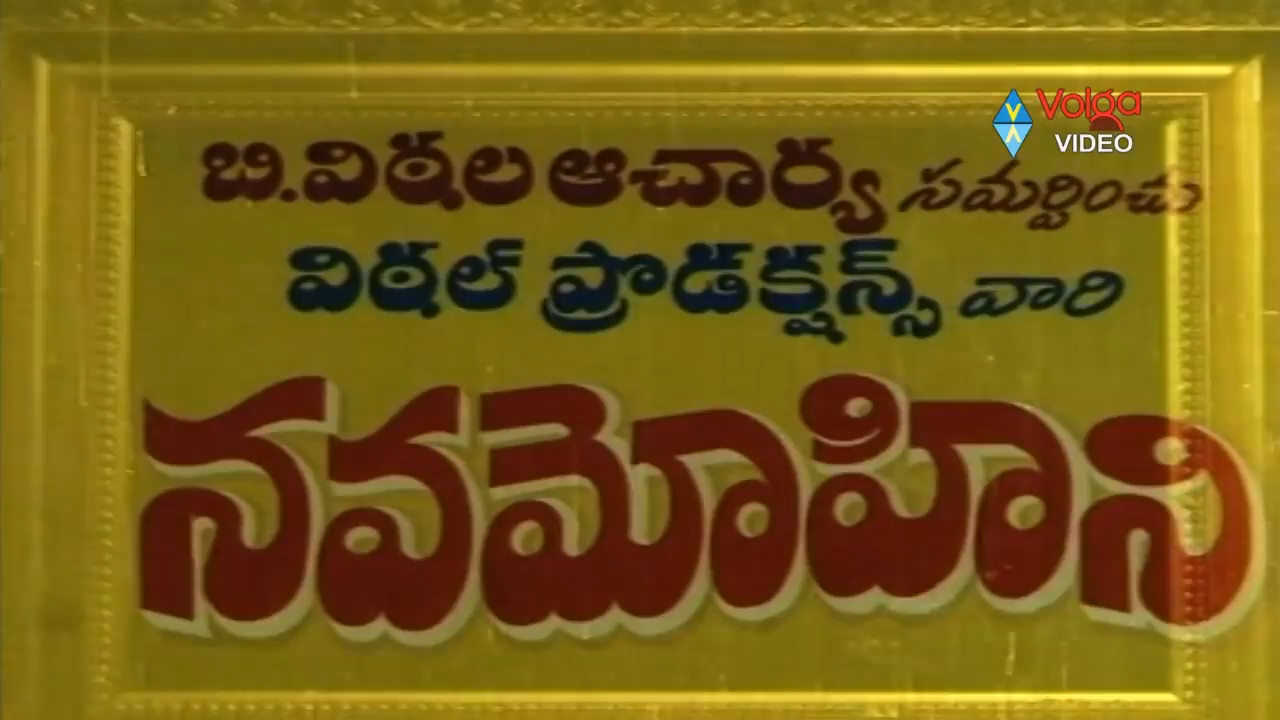 Volga
VIDEO
బి.విఠల ఆచార్య సమర్పించు
విఠల్ ప్రొడక్షన్స్ వారి
నవమోహిని